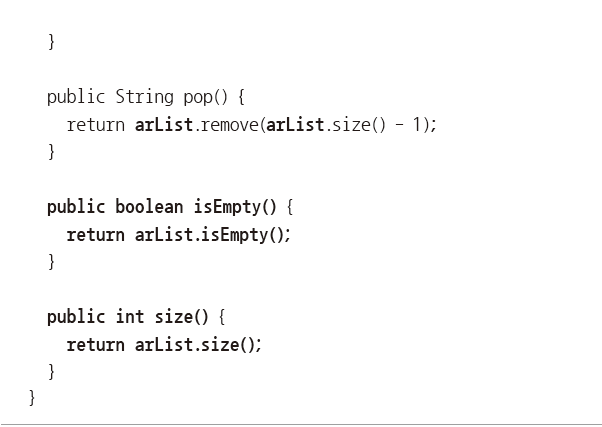 }
public String pop() {
return arList.remove(arList.size() - 1);
}
public boolean isEmpty() {
return arList.isEmpty();
}
public int size() {
return arList.size();
}
}